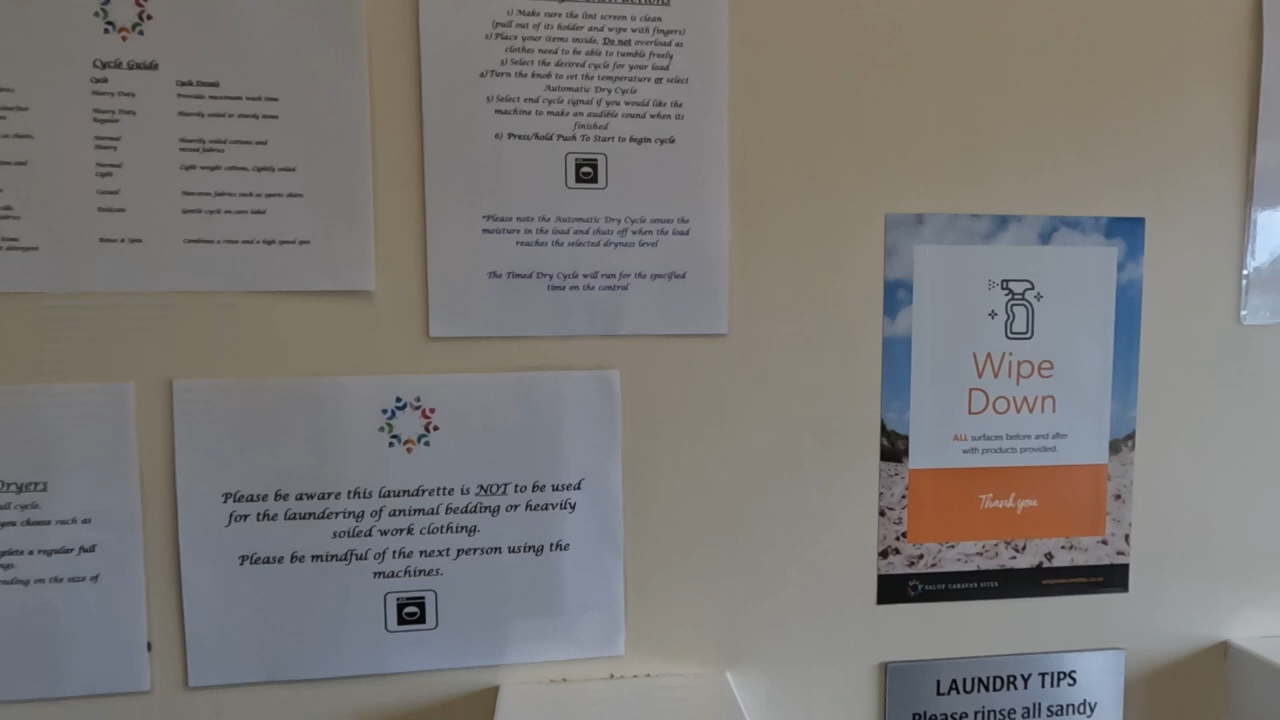 Cycle Guide
Cycle Cycle Details
Heavy Duty Provides maximum wash time
Heavy Duty Heavily soiled or sturdy items
Regular
Normal Heavily soiled cottons and
Heavy mixed fabrics
Normal Light weight cottons, Lightly soiled
Light
Casual Non-iron fabrics such as sports shirts
Delicate Gentle cycle
Rinse & Spin Combines a rinse and a high speed spin
1) Make sure the lint screen is clean
(pull out of its holder and wipe with fingers)
2) Place your items inside, Do not overload as
clothes need to be able to tumble freely
3) Select the desired cycle for your load
4) Turn the knob to set the temperature or select
Automatic Dry Cycle
5) Select end cycle signal if you would like the
machine to make an audible sound when its
finished
6) Press/hold Push To Start to begin cycle
*Please note the Automatic Dry Cycle senses the
moisture in the load and shuts off when the load
reaches the selected dryness level
The Timed Dry Cycle will run for the specified
time on the control
Dryers
full cycle.
you choose such as
regular full
ending on the size of
Please be aware this laundrette is NOT to be used
for the laundering of animal bedding or heavily
soiled work clothing.
Please be mindful of the next person using the
machines.
Wipe
Down
ALL surfaces before and after
with products provided.
Thank you
SALOP CARAVAN SITES
LAUNDRY TIPS
Please rinse all sandy